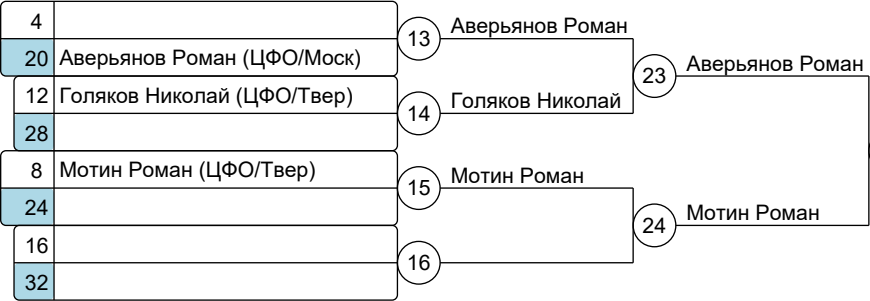 4
13 Аверьянов Роман
20 Аверьянов Роман (ЦФО/Моск)
23 Аверьянов Роман
12 Голяков Николай (ЦФО/Твер)
14 Голяков Николай
28
8 Мотин Роман (ЦФО/Твер)
15 Мотин Роман
24
24 Мотин Роман
16
16
32